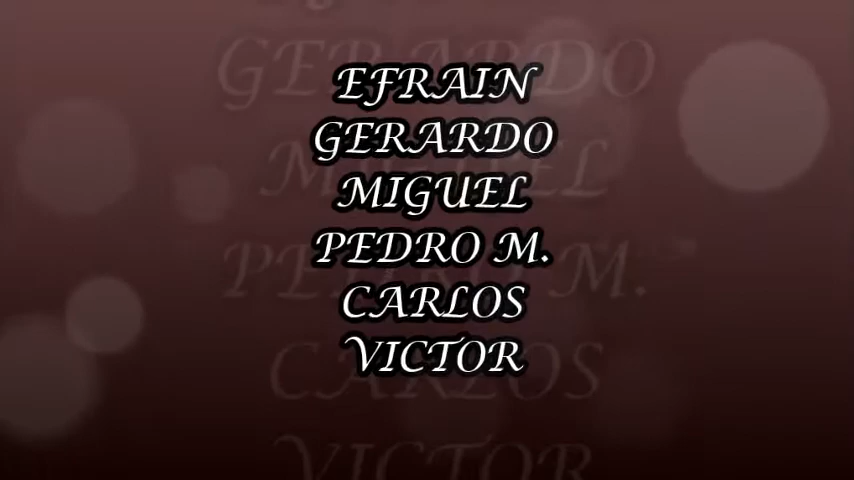 EFRAIN
GERARDO
MIGUEL
PEDRO M.
CARLOS
VICTOR